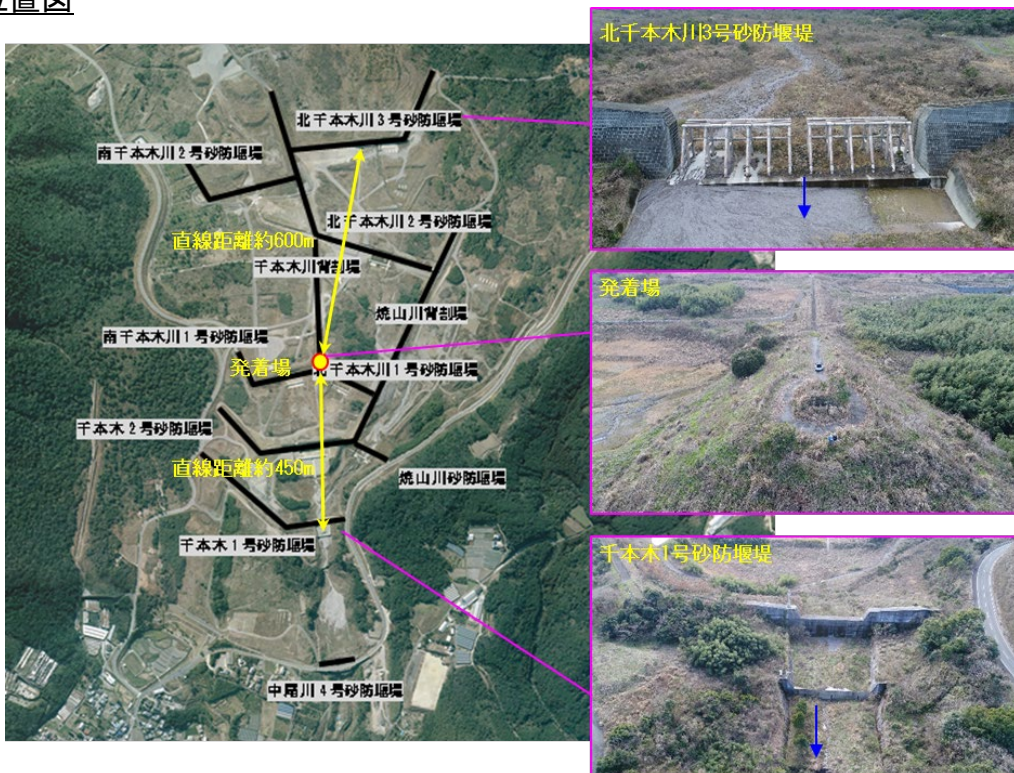 位置図
北千本木川3号砂防堰堤
北千本木川３号砂防堰堤
南千本木川２号砂防堰堤
北千本木川２号砂防堰堤
直線距離約600m
千本木川背割堤
発着場
焼山川背割堤
南千本木川１号砂防堰堤
発着場
北千本木川１号砂防堰堤
千本木２号砂防堰堤
直線距離約450m
焼山川砂防堰堤
千本木１号砂防堰堤
千本木1号砂防堰堤
中尾川４号砂防堰堤